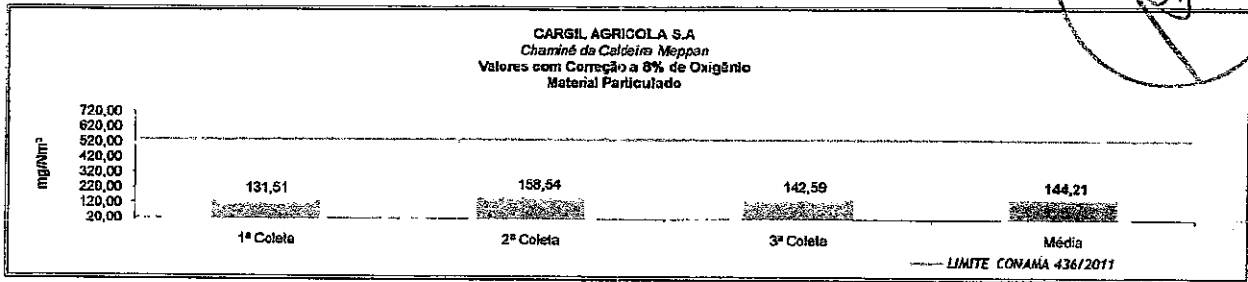 CARGIL AGRICOLA S.A
Chaminé da Caldeira Meppan
Valores com Correção a 8% de Oxigênio
Material Particulado
mg/Nm³
720,00
620,00
520,00
420,00
320,00
220,00
120,00
20,00
131,51
158,54
142,59
144,21
1ª Coleta
2ª Coleta
3ª Coleta
Média
LIMITE CONAMA 436/2011